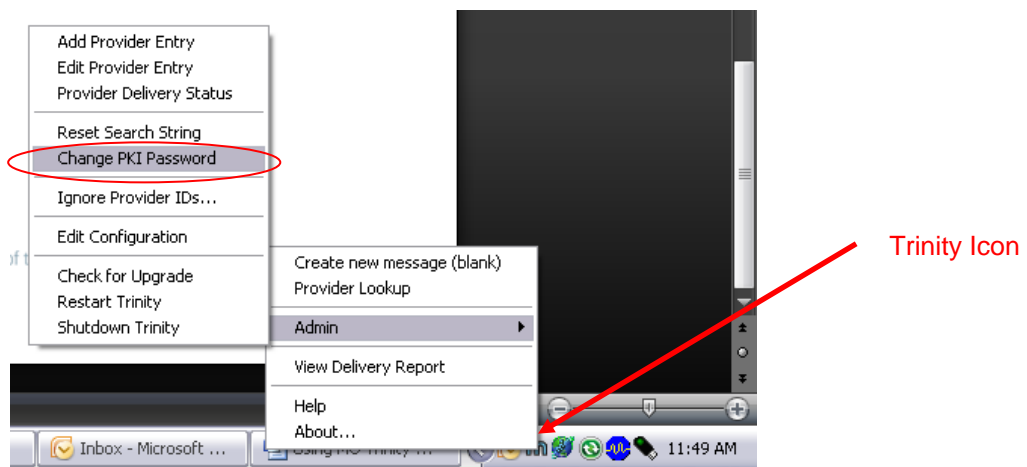 Add Provider Entry
Edit Provider Entry
Provider Delivery Status
Reset Search String
Change PKI Password
Ignore Provider IDs...
Edit Configuration
Check for Upgrade
Restart Trinity
Shutdown Trinity
Create new message (blank)
Provider Lookup
Admin
View Delivery Report
Help
About...
Trinity Icon
Inbox - Microsoft ...
11:49 AM